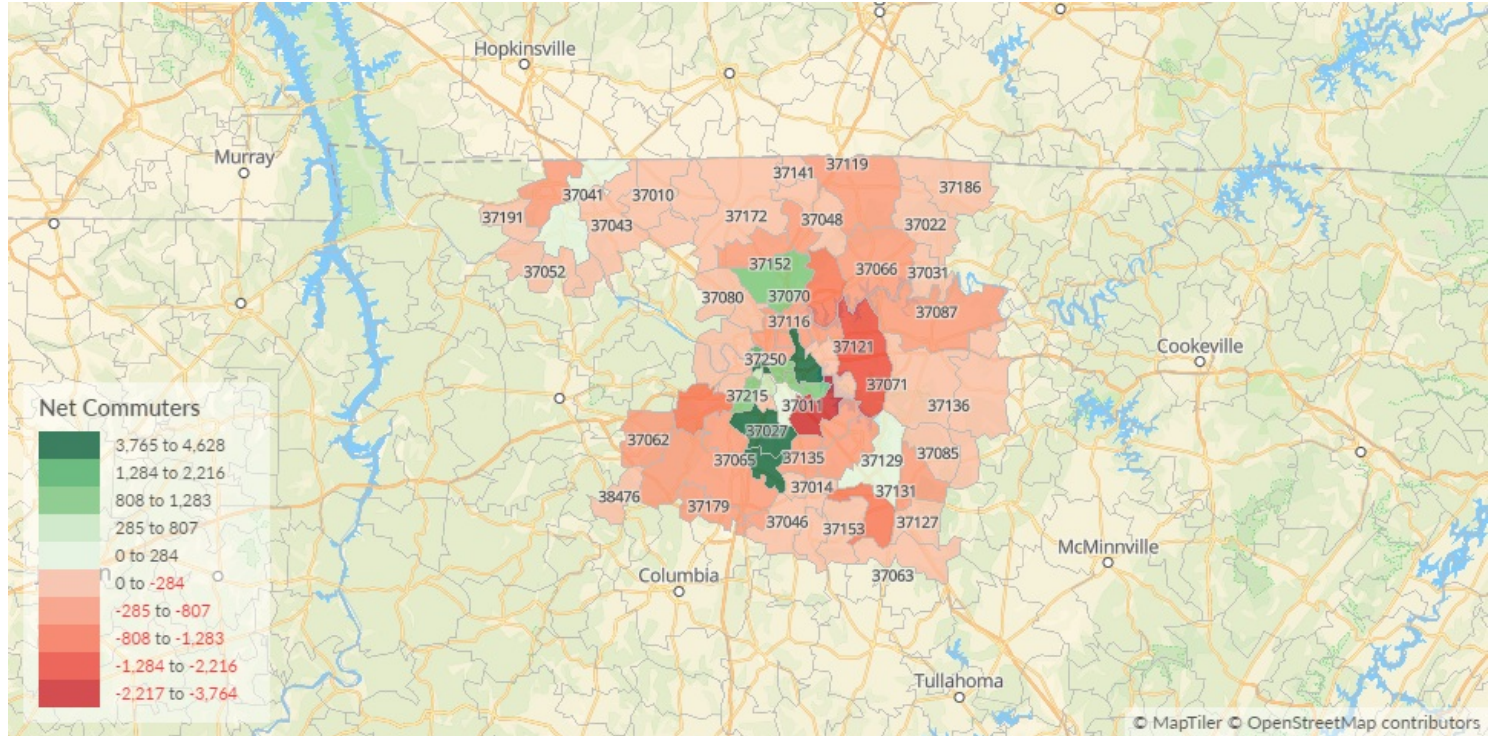 Hopkinsville
Murray
37119
37141
37186
37041
37010
37191
37172
37048
37022
37043
37152
37066
37031
37052
37080
37070
37087
37116
37121
37250
Cookeville
37071
37215
37011
37136
Net Commuters
37027
37062
37065
37135
37129
37085
3,765 to 4,628
1,284 to 2,216
37014
37131
808 to 1,283
38476
37179
37046
37153
37127
285 to 807
0 to 284
McMinnville
Columbia
37063
0 to -284
-285 to -807
-808 to -1,283
-1,284 to -2,216
-2,217 to -3,764
Tullahoma
© MapTiler © OpenStreetMap contributors